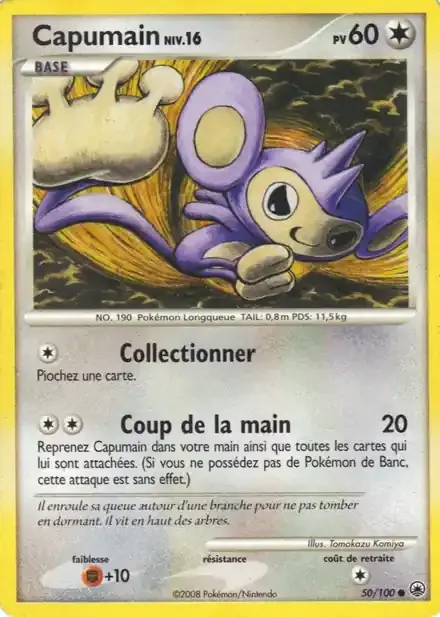 Capumain NIV.16 PV 60
BASE
NO. 190 Pokémon Longqueue TAIL: 0,8m PDS: 11,5kg
Collectionner
Piochez une carte.
Coup de la main 20
Reprenez Capumain dans votre main ainsi que toutes les cartes qui
lui sont attachées. (Si vous ne possédez pas de Pokémon de Banc,
cette attaque est sans effet.)
Il enroule sa queue autour d'une branche pour ne pas tomber
en dormant. Il vit en haut des arbres.
Illus. Tomokazu Komiya
faiblesse résistance coût de retraite
+10
©2008 Pokémon/Nintendo 50/100